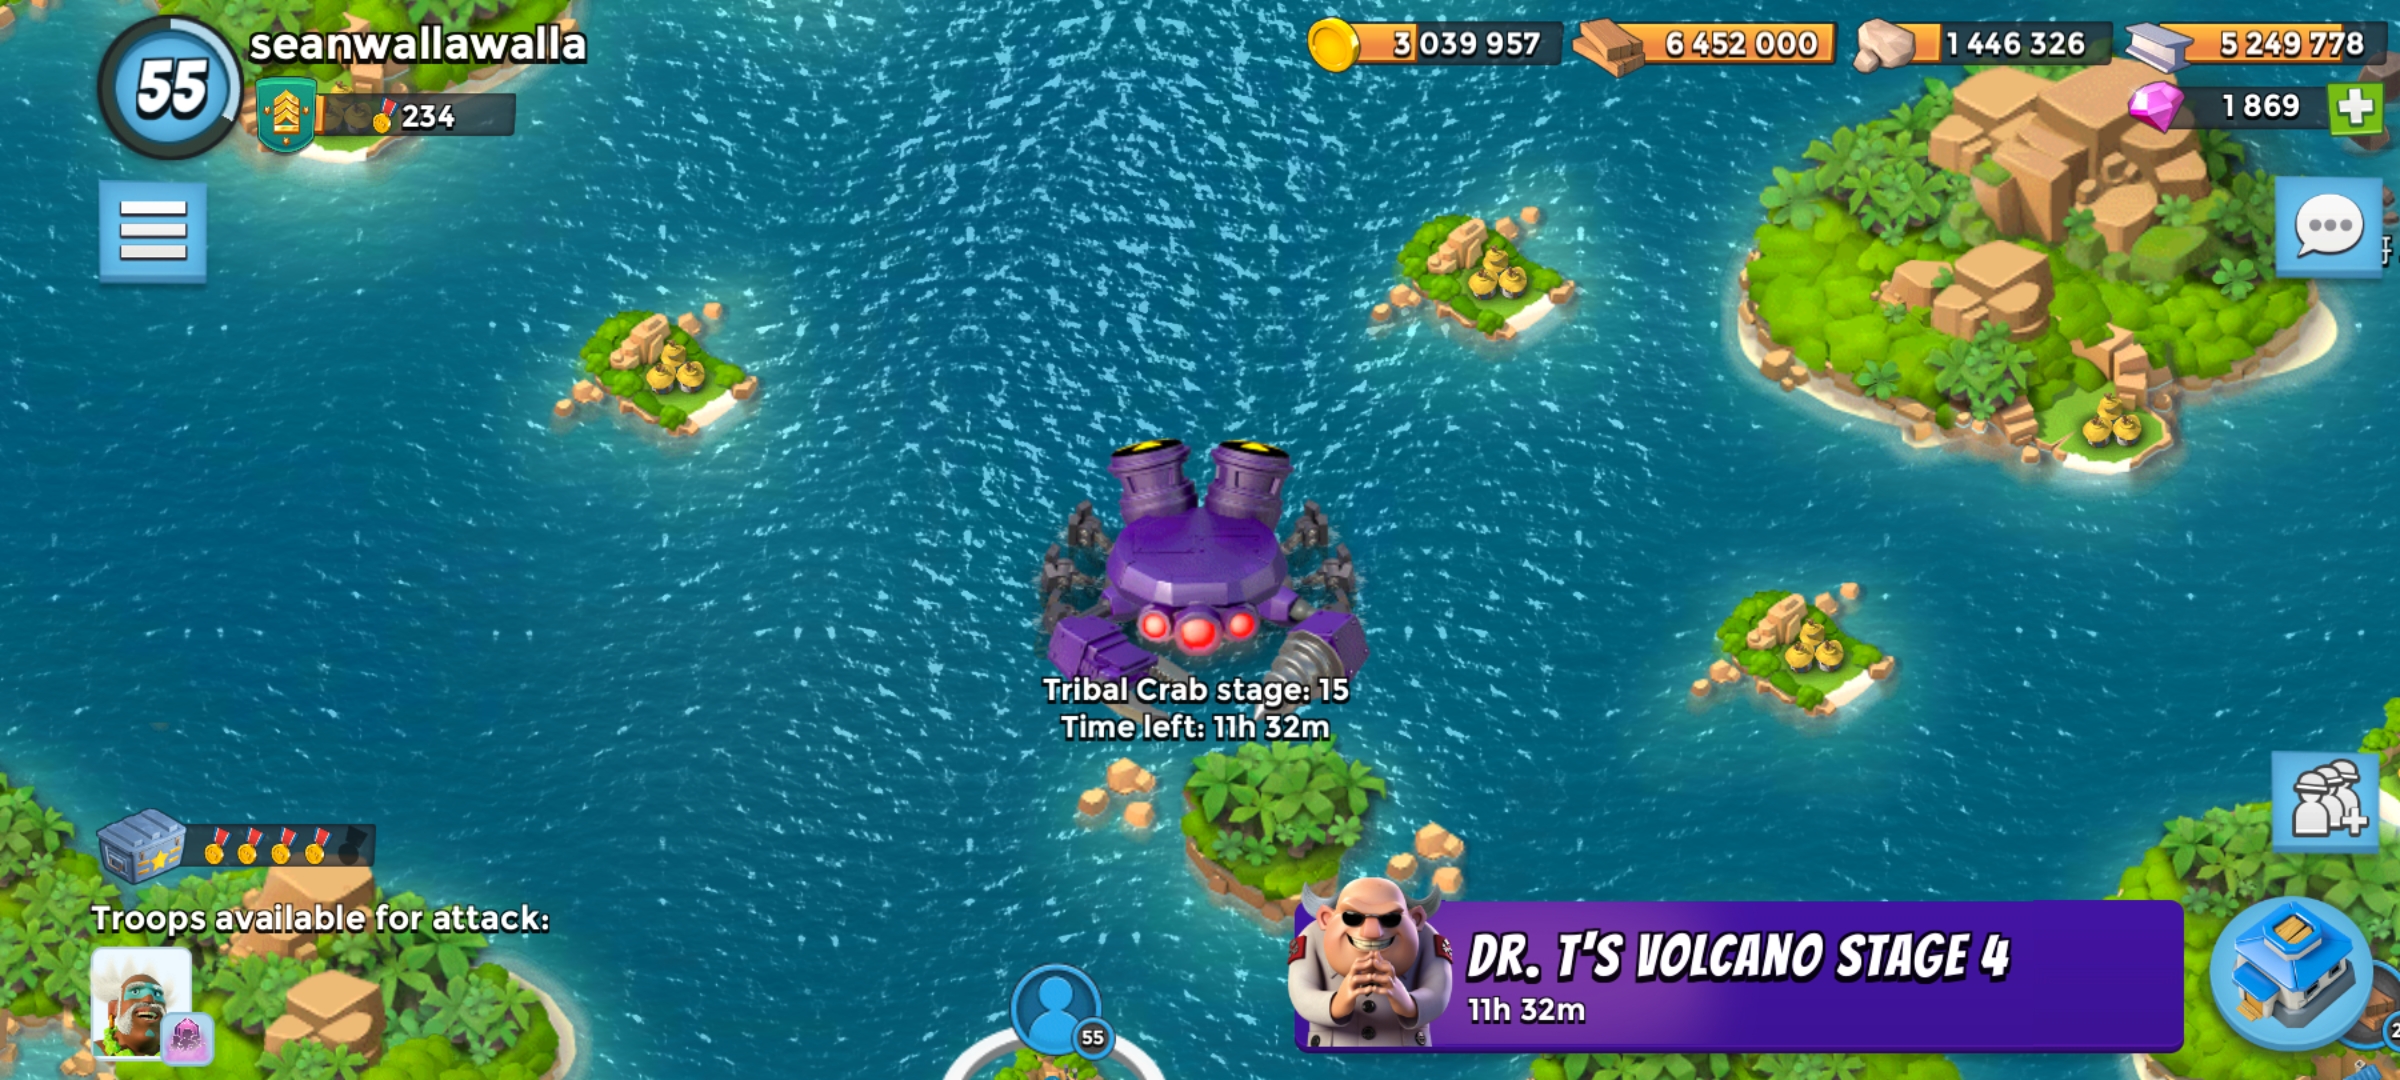 55
seanwallawalla
3 039 957
6 452 000
1 446 326
5 249 778
234
1 869
Tribal Crab stage: 15
Time left: 11h 32m
Troops available for attack:
DR. T'S VOLCANO STAGE 4
11h 32m
55